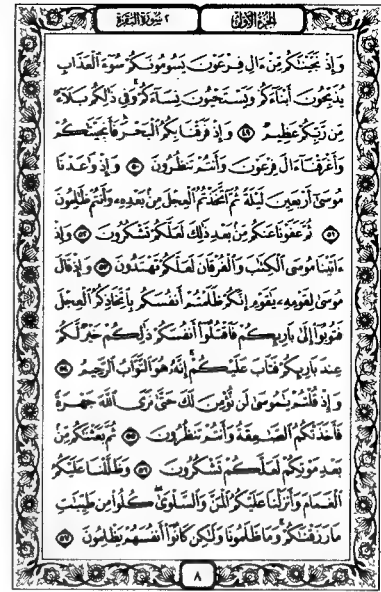 الجزء الأول
٢ سورة البقرة
وَإِذْ نَجَّيْنَٰكُم مِّنْ ءَالِ فِرْعَوْنَ يَسُومُونَكُمْ سُوٓءَ ٱلْعَذَابِ
يُذَبِّحُونَ أَبْنَآءَكُمْ وَيَسْتَحْيُونَ نِسَآءَكُمْ ۚ وَفِى ذَٰلِكُم بَلَآءٌ
مِّن رَّبِّكُمْ عَظِيمٌ ٤٩ وَإِذْ فَرَقْنَا بِكُمُ ٱلْبَحْرَ فَأَنجَيْنَٰكُمْ
وَأَغْرَقْنَآ ءَالَ فِرْعَوْنَ وَأَنتُمْ تَنظُرُونَ ٥٠ وَإِذْ وَٰعَدْنَا
مُوسَىٰٓ أَرْبَعِينَ لَيْلَةً ثُمَّ ٱتَّخَذْتُمُ ٱلْعِجْلَ مِنۢ بَعْدِهِۦ وَأَنتُمْ ظَٰلِمُونَ
٥١ ثُمَّ عَفَوْنَا عَنكُم مِّنۢ بَعْدِ ذَٰلِكَ لَعَلَّكُمْ تَشْكُرُونَ ٥٢ وَإِذْ
ءَاتَيْنَا مُوسَى ٱلْكِتَٰبَ وَٱلْفُرْقَانَ لَعَلَّكُمْ تَهْتَدُونَ ٥٣ وَإِذْ قَالَ
مُوسَىٰ لِقَوْمِهِۦ يَٰقَوْمِ إِنَّكُمْ ظَلَمْتُمْ أَنفُسَكُم بِٱتِّخَاذِكُمُ ٱلْعِجْلَ
فَتُوبُوٓا۟ إِلَىٰ بَارِئِكُمْ فَٱقْتُلُوٓا۟ أَنفُسَكُمْ ذَٰلِكُمْ خَيْرٌ لَّكُمْ
عِندَ بَارِئِكُمْ فَتَابَ عَلَيْكُمْ ۚ إِنَّهُۥ هُوَ ٱلتَّوَّابُ ٱلرَّحِيمُ ٥٤
وَإِذْ قُلْتُمْ يَٰمُوسَىٰ لَن نُّؤْمِنَ لَكَ حَتَّىٰ نَرَى ٱللَّهَ جَهْرَةً
فَأَخَذَتْكُمُ ٱلصَّٰعِقَةُ وَأَنتُمْ تَنظُرُونَ ٥٥ ثُمَّ بَعَثْنَٰكُم مِّنۢ
بَعْدِ مَوْتِكُمْ لَعَلَّكُمْ تَشْكُرُونَ ٥٦ وَظَلَّلْنَا عَلَيْكُمُ
ٱلْغَمَامَ وَأَنزَلْنَا عَلَيْكُمُ ٱلْمَنَّ وَٱلسَّلْوَىٰ ۖ كُلُوا۟ مِن طَيِّبَٰتِ
مَا رَزَقْنَٰكُمْ ۖ وَمَا ظَلَمُونَا وَلَٰكِن كَانُوٓا۟ أَنفُسَهُمْ يَظْلِمُونَ ٥٧
٨